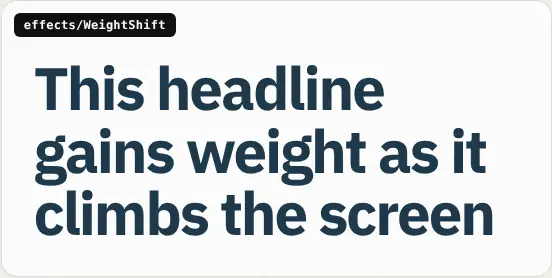 effects/WeightShift
This headline
gains weight as it
climbs the screen